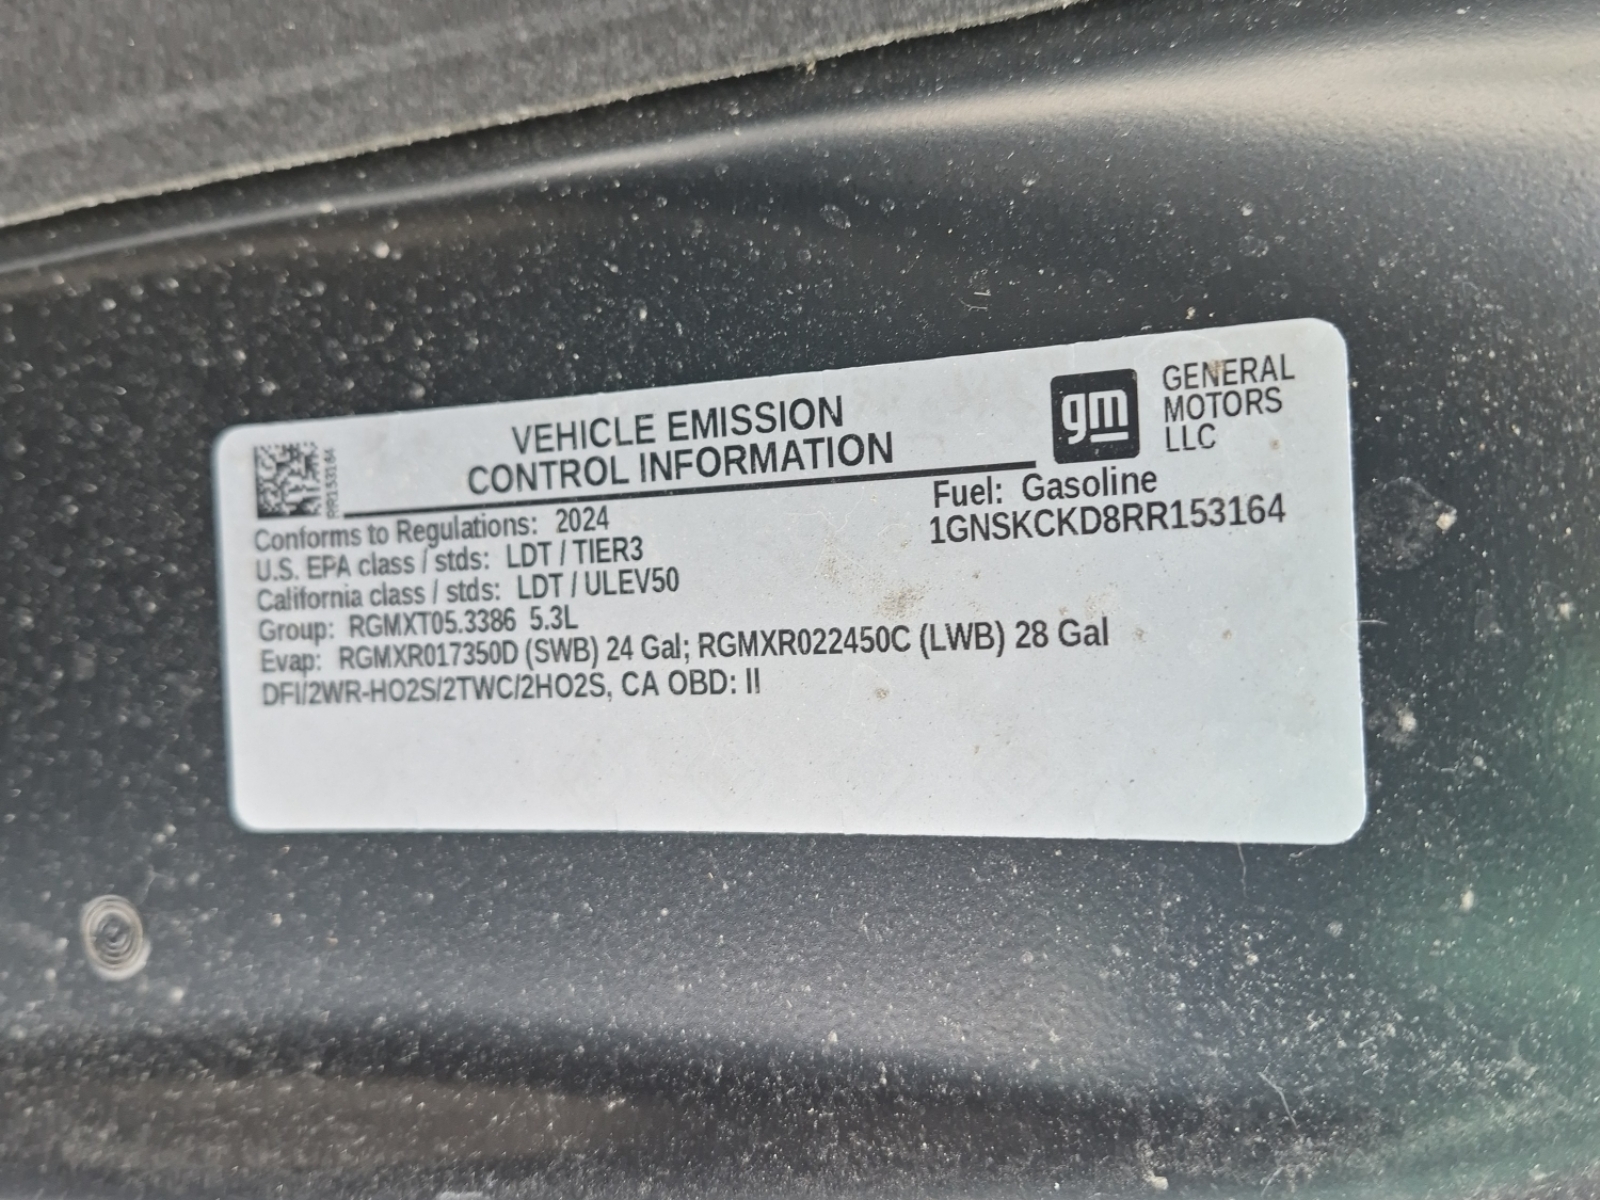 VEHICLE EMISSION
CONTROL INFORMATION
gm
GENERAL
MOTORS
LLC
RR153164
Fuel: Gasoline
1GNSKCKD8RR153164
Conforms to Regulations: 2024
U.S. EPA class / stds: LDT / TIER3
California class / stds: LDT / ULEV50
Group: RGMXT05.3386 5.3L
Evap: RGMXR017350D (SWB) 24 Gal; RGMXR022450C (LWB) 28 Gal
DFI/2WR-HO2S/2TWC/2HO2S, CA OBD: II